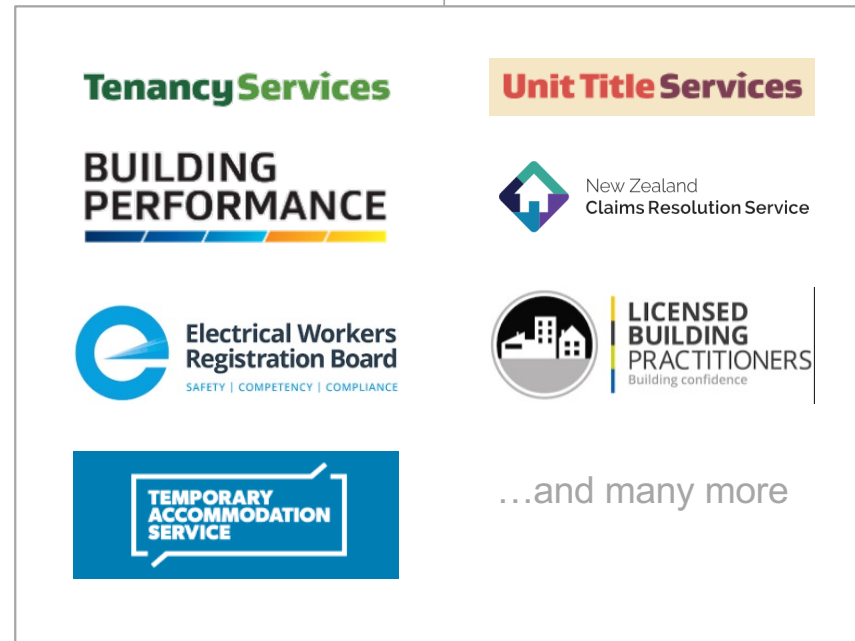 Tenancy Services
Unit Title Services
BUILDING
PERFORMANCE
New Zealand
Claims Resolution Service
Electrical Workers
Registration Board
SAFETY | COMPETENCY | COMPLIANCE
LICENSED
BUILDING
PRACTITIONERS
Building confidence
TEMPORARY
ACCOMMODATION
SERVICE
…and many more